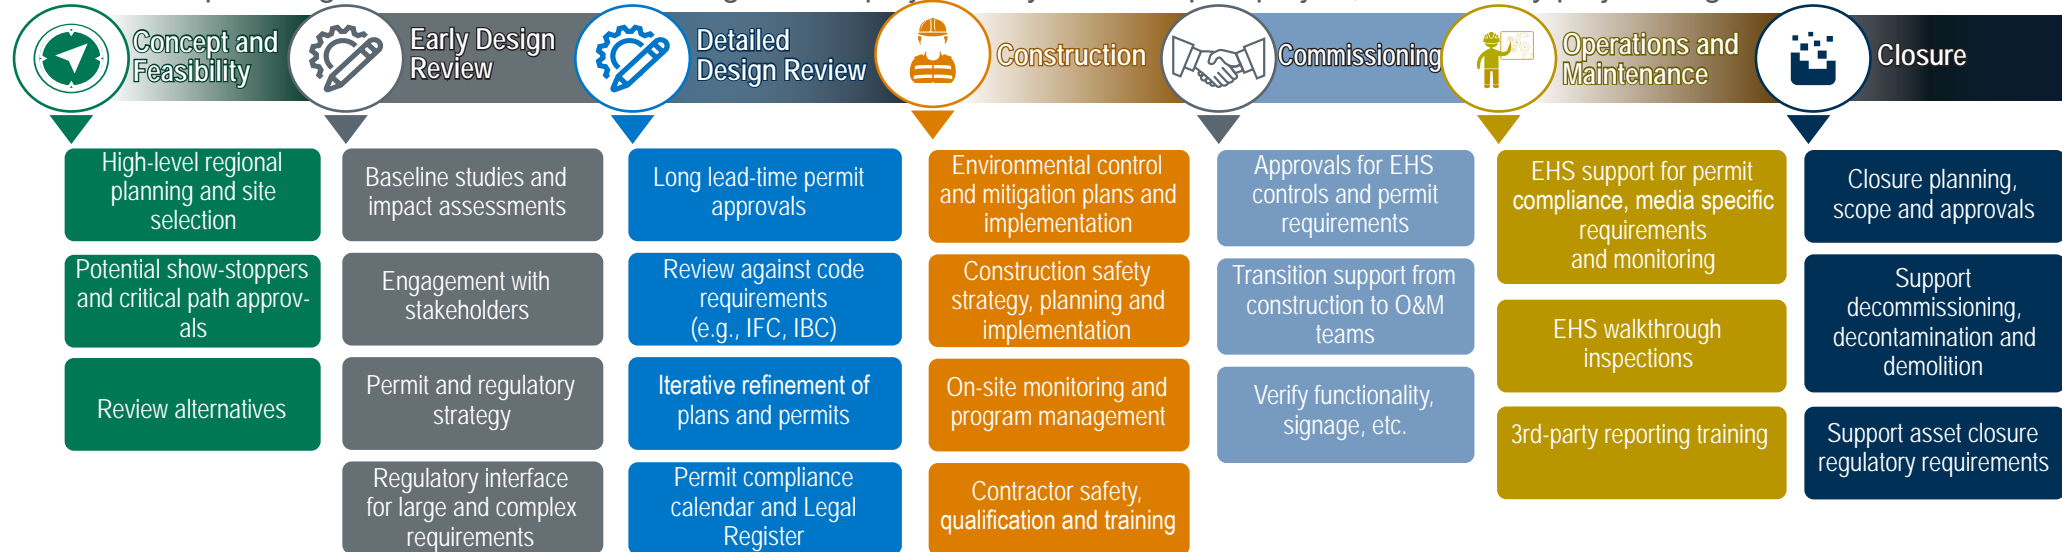 Concept and
Feasibility
Early Design
Review
Detailed
Design Review
Construction
Commissioning
Operations and
Maintenance
Closure
High-level regional
planning and site
selection
Potential show-stoppers
and critical path approv-
als
Review alternatives
Baseline studies and
impact assessments
Engagement with
stakeholders
Permit and regulatory
strategy
Regulatory interface
for large and complex
requirements
Long lead-time permit
approvals
Review against code
requirements
(e.g., IFC, IBC)
Iterative refinement of
plans and permits
Permit compliance
calendar and Legal
Register
Environmental control
and mitigation plans and
implementation
Construction safety
strategy, planning and
implementation
On-site monitoring and
program management
Contractor safety,
qualification and training
Approvals for EHS
controls and permit
requirements
Transition support from
construction to O&M
teams
Verify functionality,
signage, etc.
EHS support for permit
compliance, media specific
requirements
and monitoring
EHS walkthrough
inspections
3rd-party reporting training
Closure planning,
scope and approvals
Support
decommissioning,
decontamination and
demolition
Support asset closure
regulatory requirements